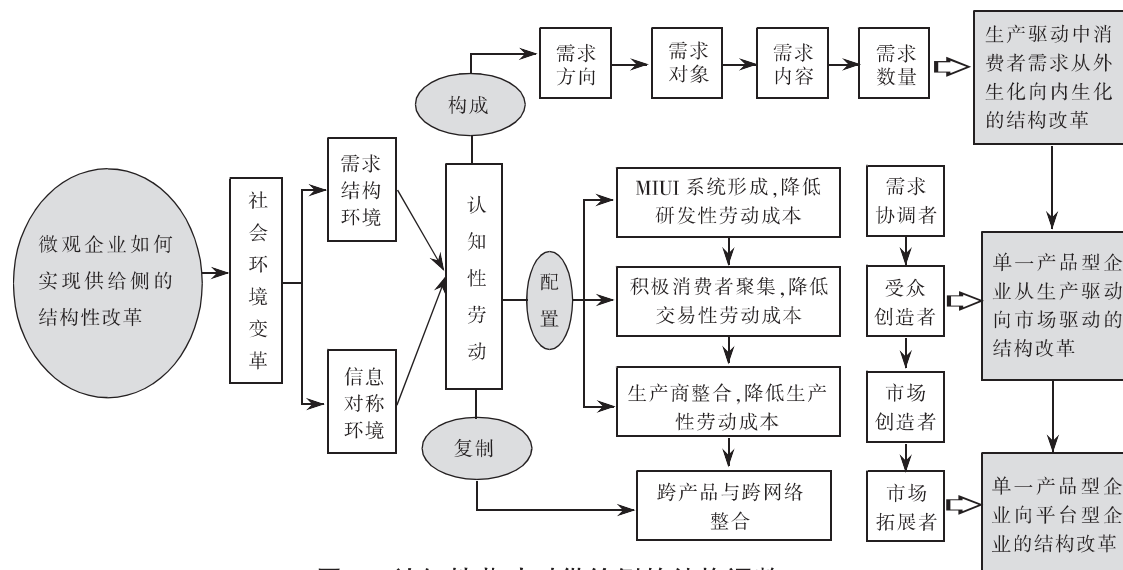 微观企业如何
实现供给侧的
结构性改革
社会环境变革
需求
结构
环境
信息
对称
环境
认知性劳动
构成
需求
方向
需求
对象
需求
内容
需求
数量
生产驱动中消
费者需求从外
生化向内生化
的结构改革
配
置
MIUI 系统形成,降低
研发性劳动成本
积极消费者聚集,降低
交易性劳动成本
生产商整合,降低生产
性劳动成本
需求
协调者
受众
创造者
市场
创造者
单一产品型企
业从生产驱动
向市场驱动的
结构改革
复制
跨产品与跨网络
整合
市场
拓展者
单一产品型企
业向平台型企
业的结构改革